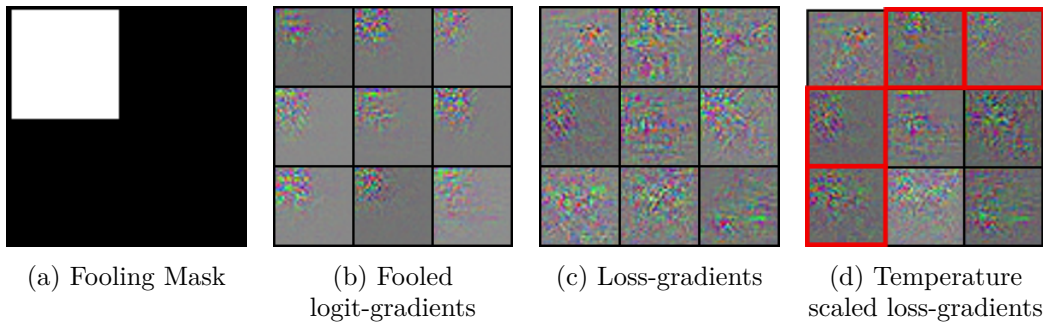 (a) Fooling Mask
(b) Fooled
logit-gradients
(c) Loss-gradients
(d) Temperature
scaled loss-gradients